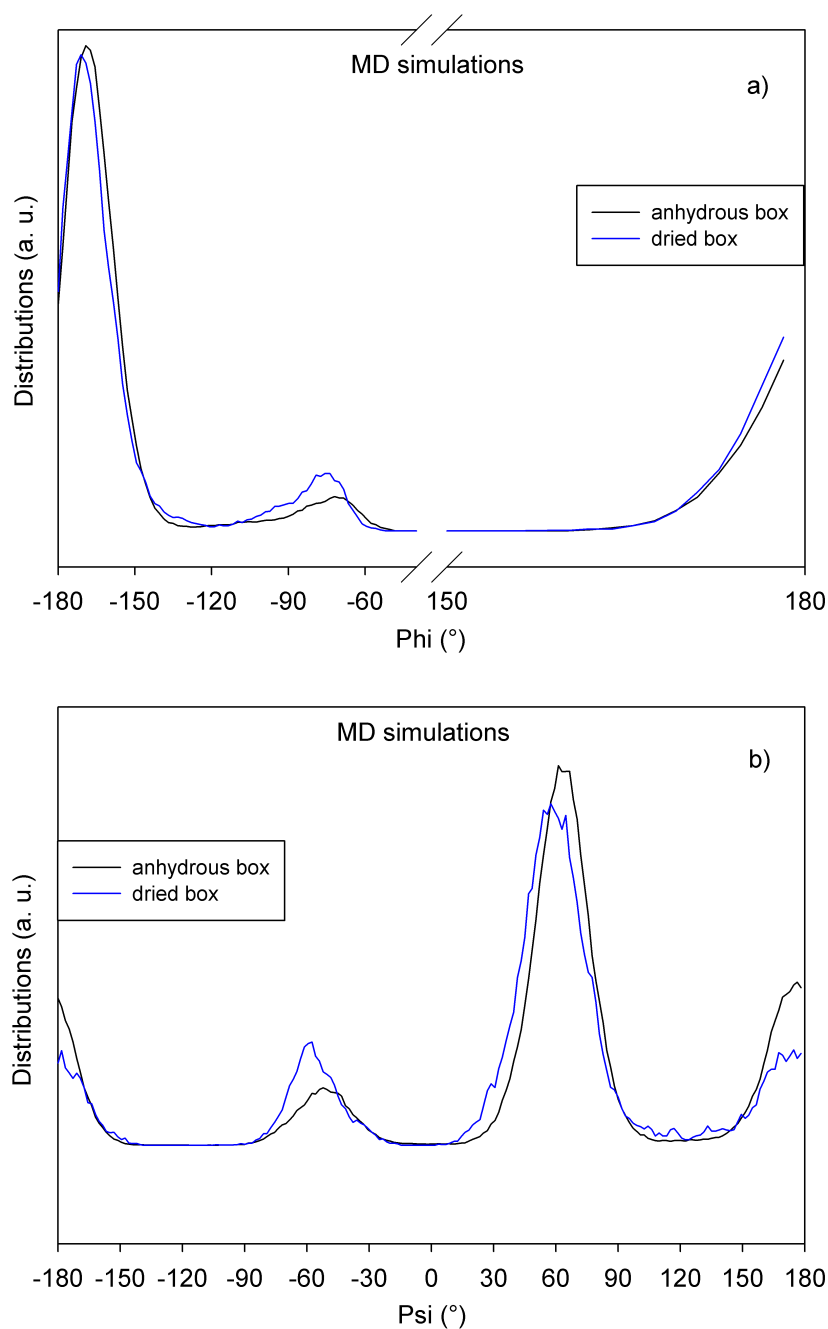 MD simulations
a)
anhydrous box
dried box
Distributions (a. u.)
-180 -150 -120 -90 -60 150 180
Phi (°)
MD simulations
b)
anhydrous box
dried box
Distributions (a. u.)
-180 -150 -120 -90 -60 -30 0 30 60 90 120 150 180
Psi (°)